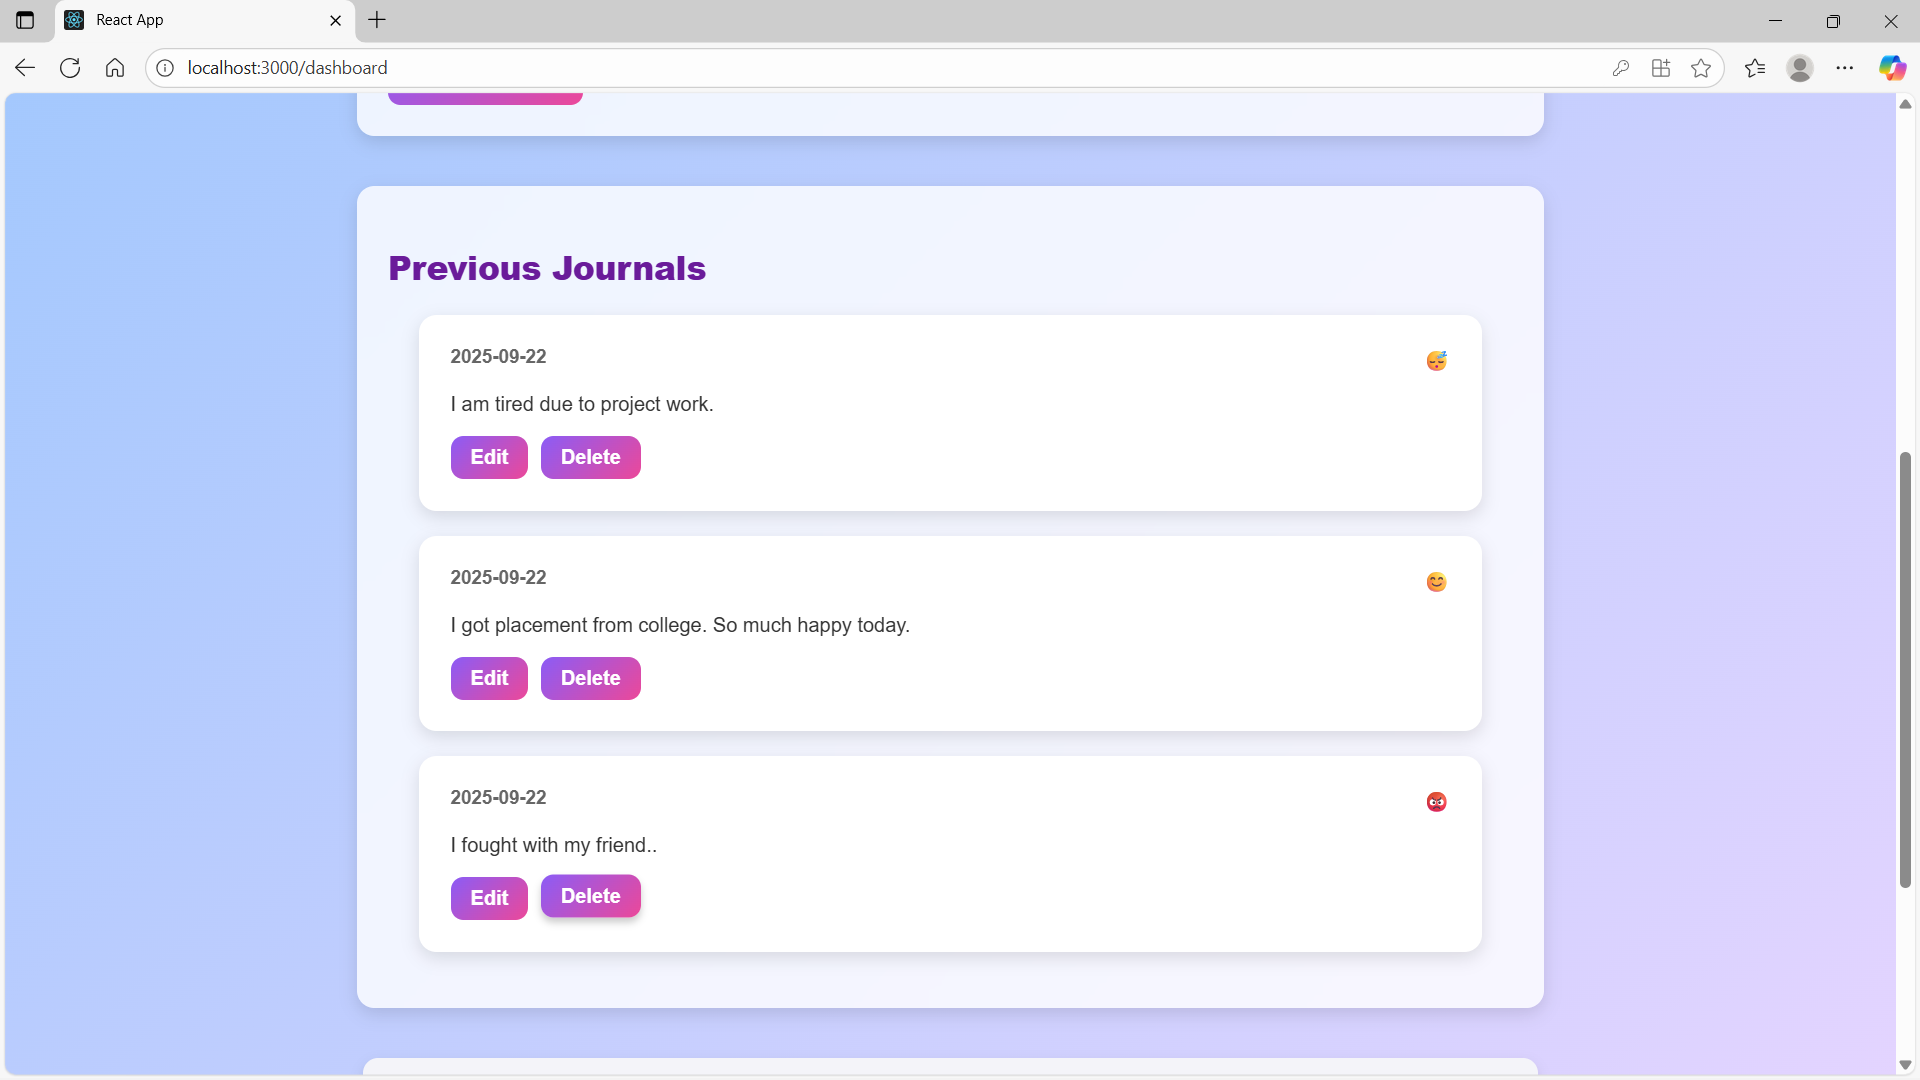 React App
localhost:3000/dashboard
Previous Journals
2025-09-22
I am tired due to project work.
Edit Delete
2025-09-22
I got placement from college. So much happy today.
Edit Delete
2025-09-22
I fought with my friend..
Edit Delete